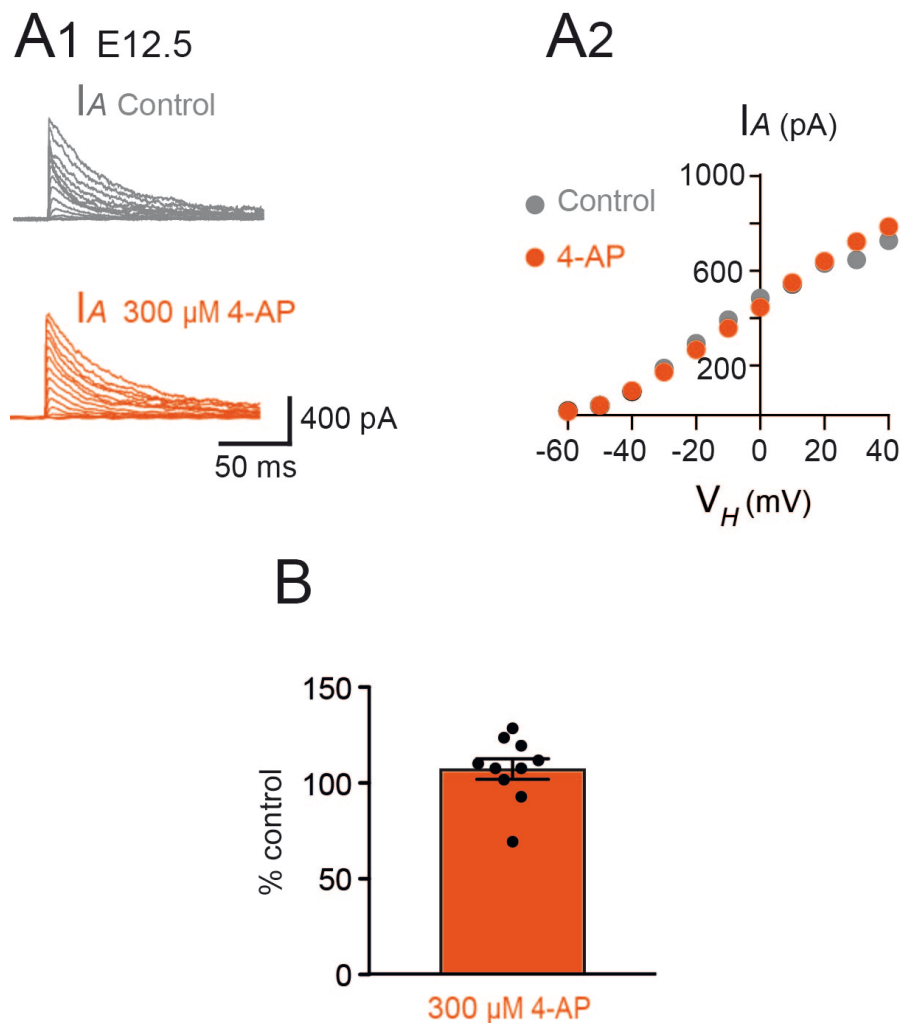 A1 E12.5
IA Control
IA 300 µM 4-AP
400 pA
50 ms
A2
IA (pA)
1000
Control
4-AP
600
200
-60 -40 -20 0 20 40
VH (mV)
B
150
100
50
0
% control
300 µM 4-AP